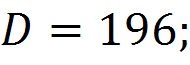 D = 196;